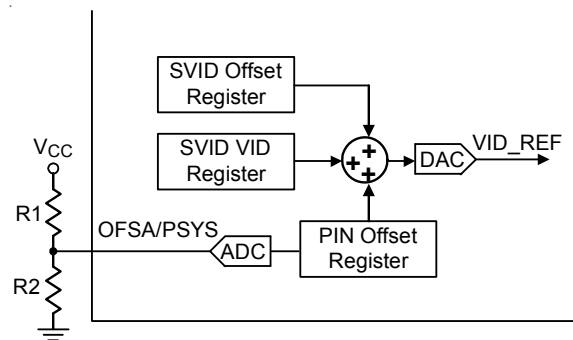 SVID Offset
Register
SVID VID
Register
VCC
R1
R2
OFSA/PSYS
ADC
PIN Offset
Register
+
+
+
DAC
VID_REF